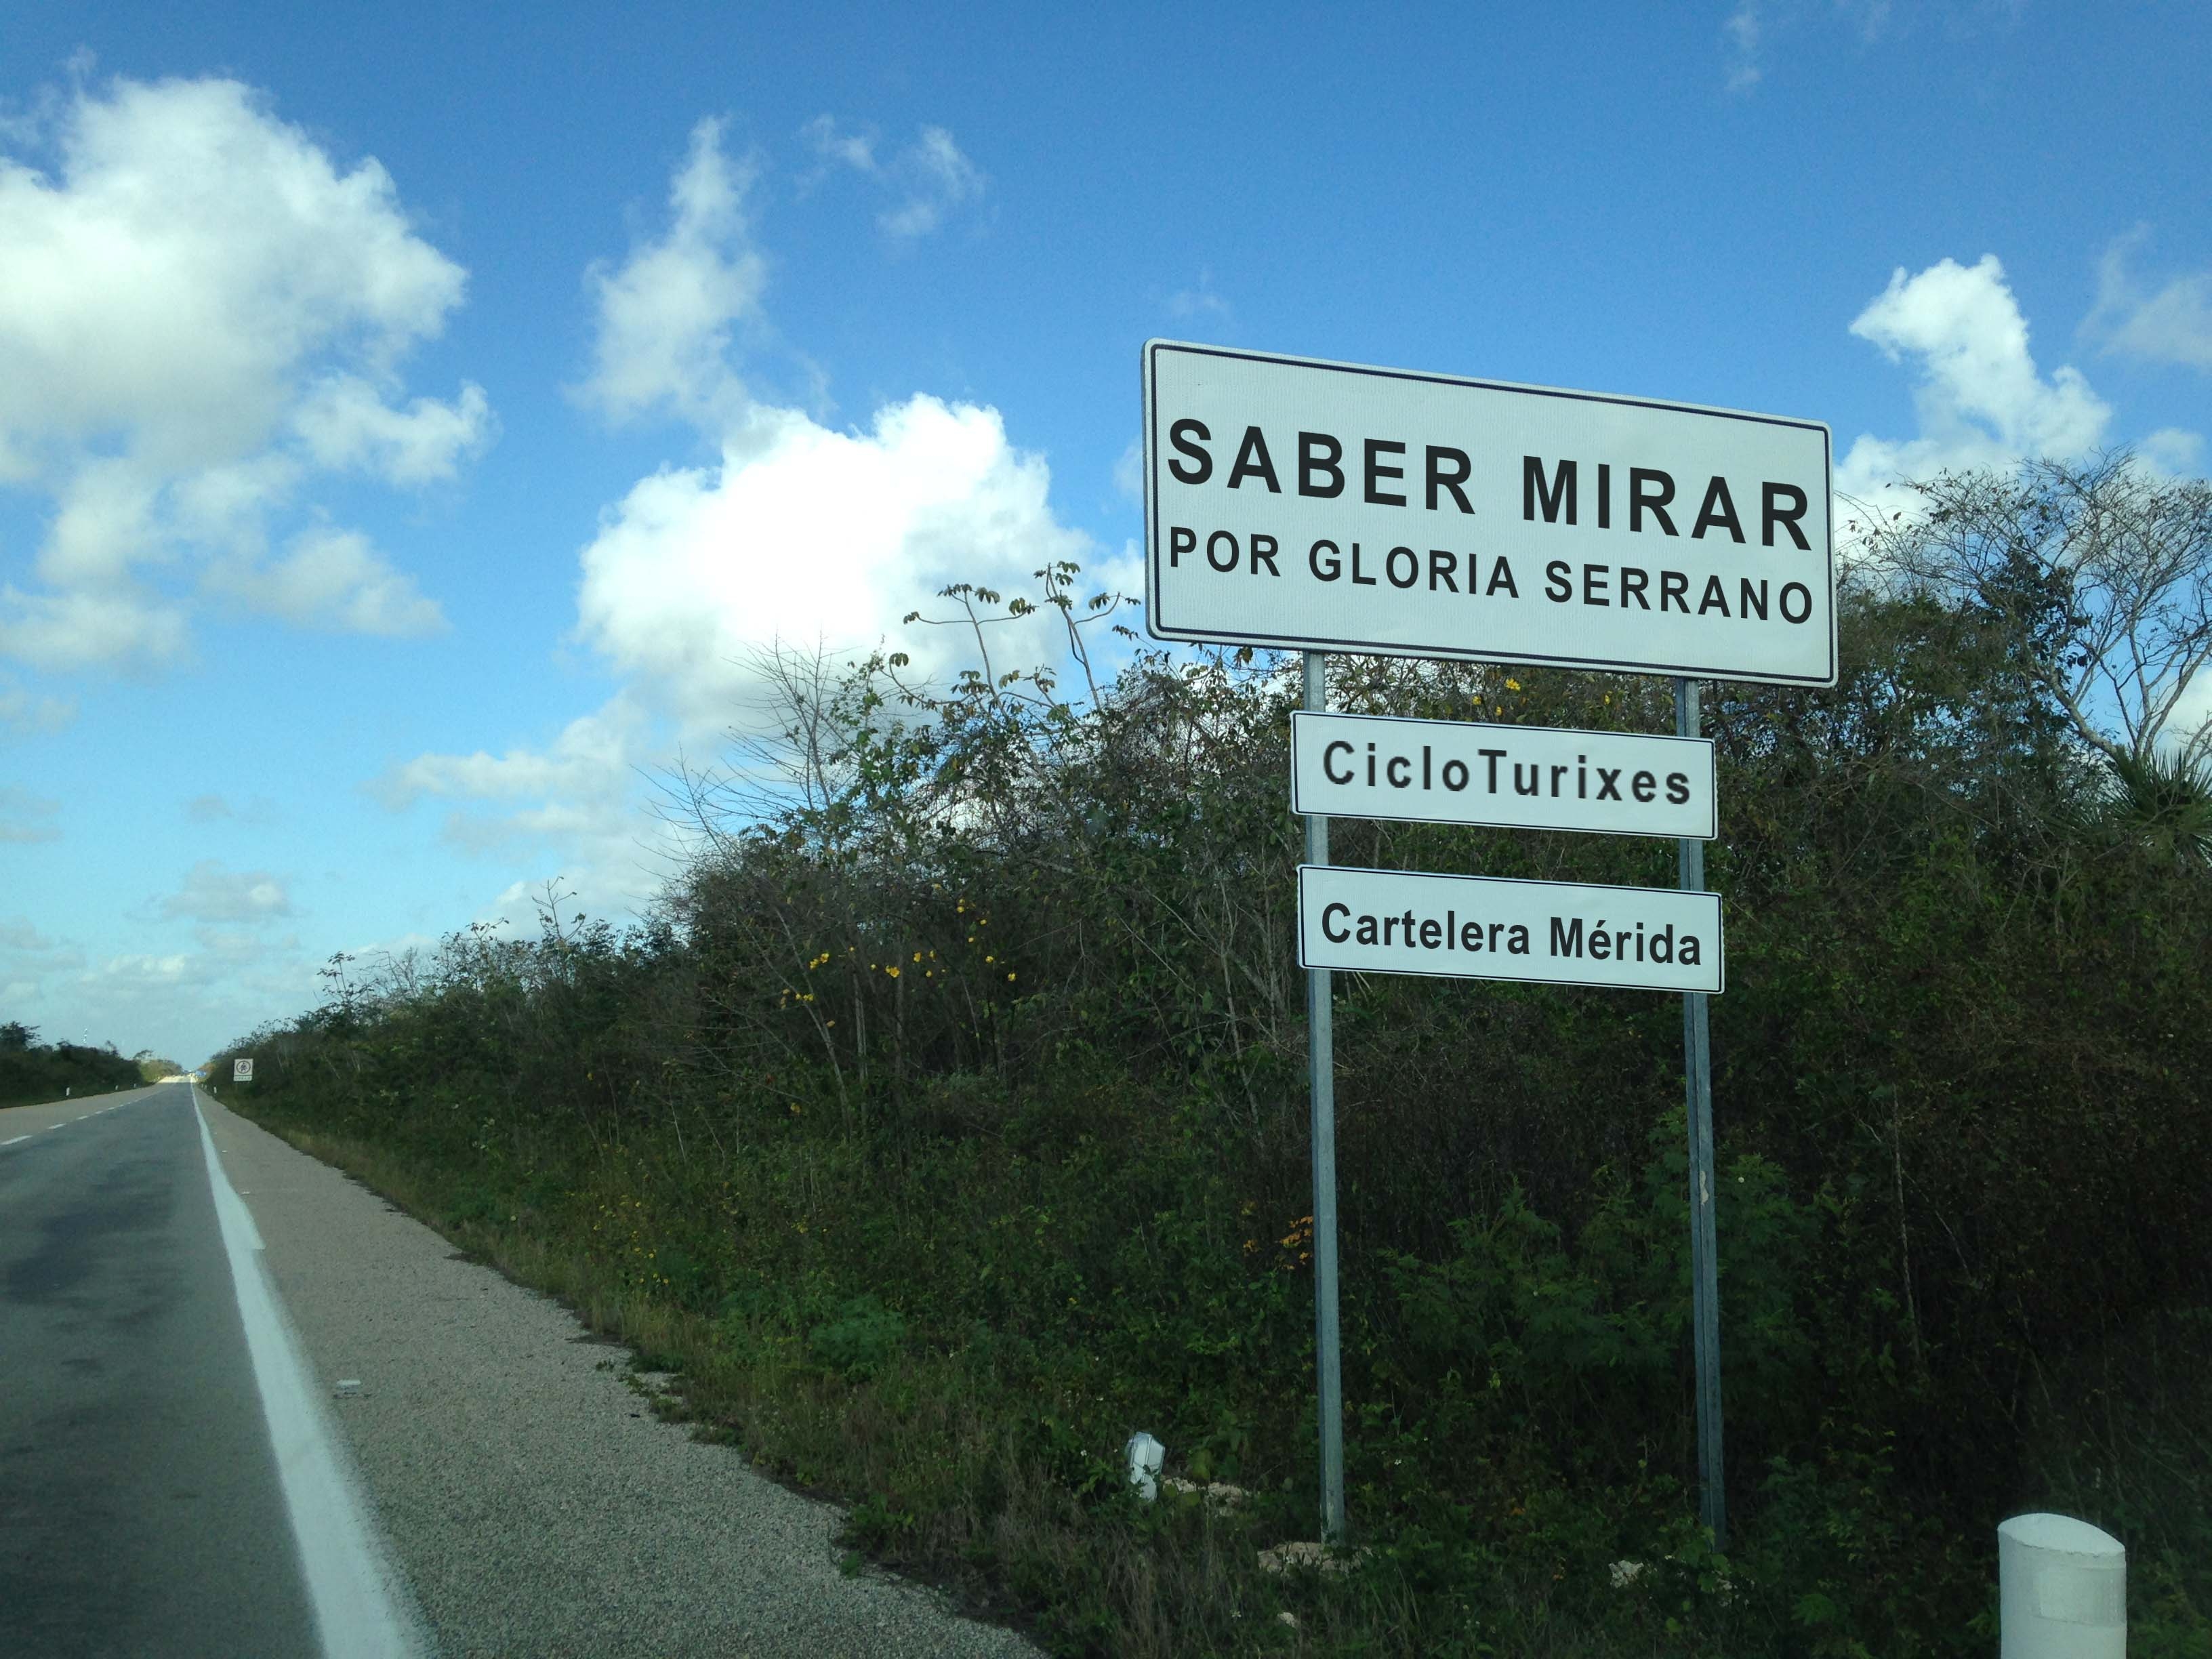 SABER MIRAR
POR GLORIA SERRANO
CicloTurixes
Cartelera Mérida